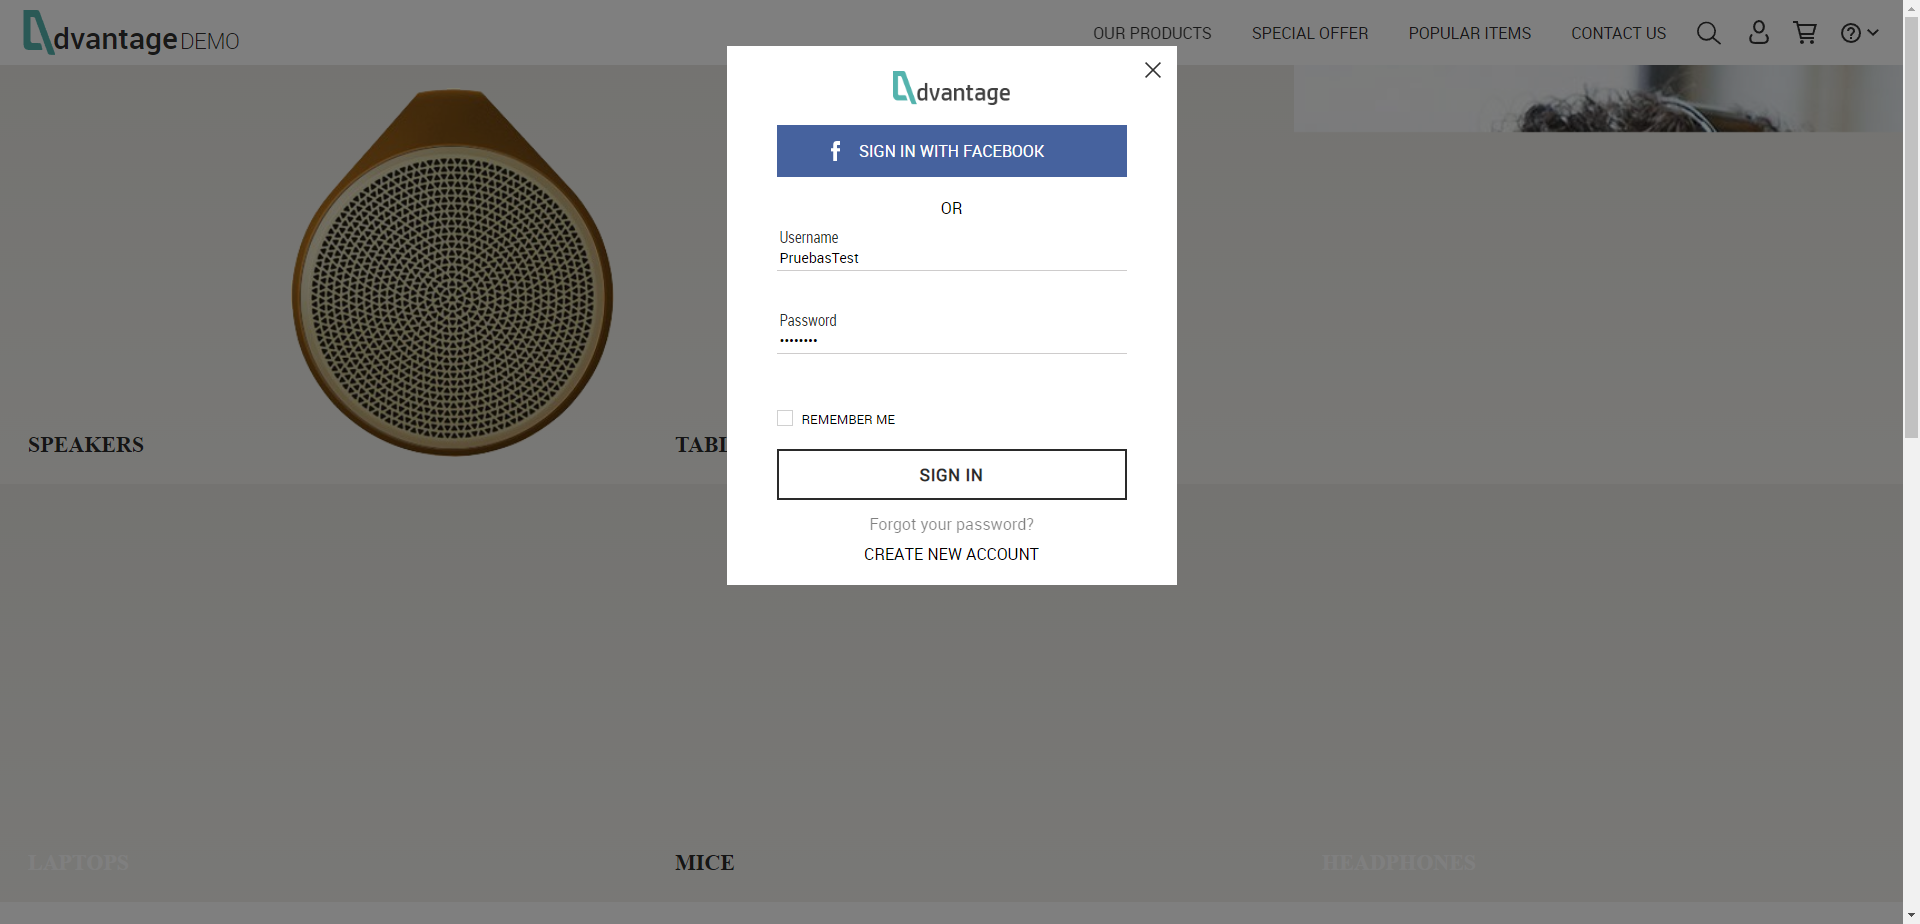 dvantage DEMO
OUR PRODUCTS
SPECIAL OFFER
POPULAR ITEMS
CONTACT US
dvantage
SIGN IN WITH FACEBOOK
OR
Username
PruebasTest
Password
••••••••
REMEMBER ME
SIGN IN
Forgot your password?
CREATE NEW ACCOUNT
SPEAKERS
TABL
LAPTOPS
MICE
HEADPHONES